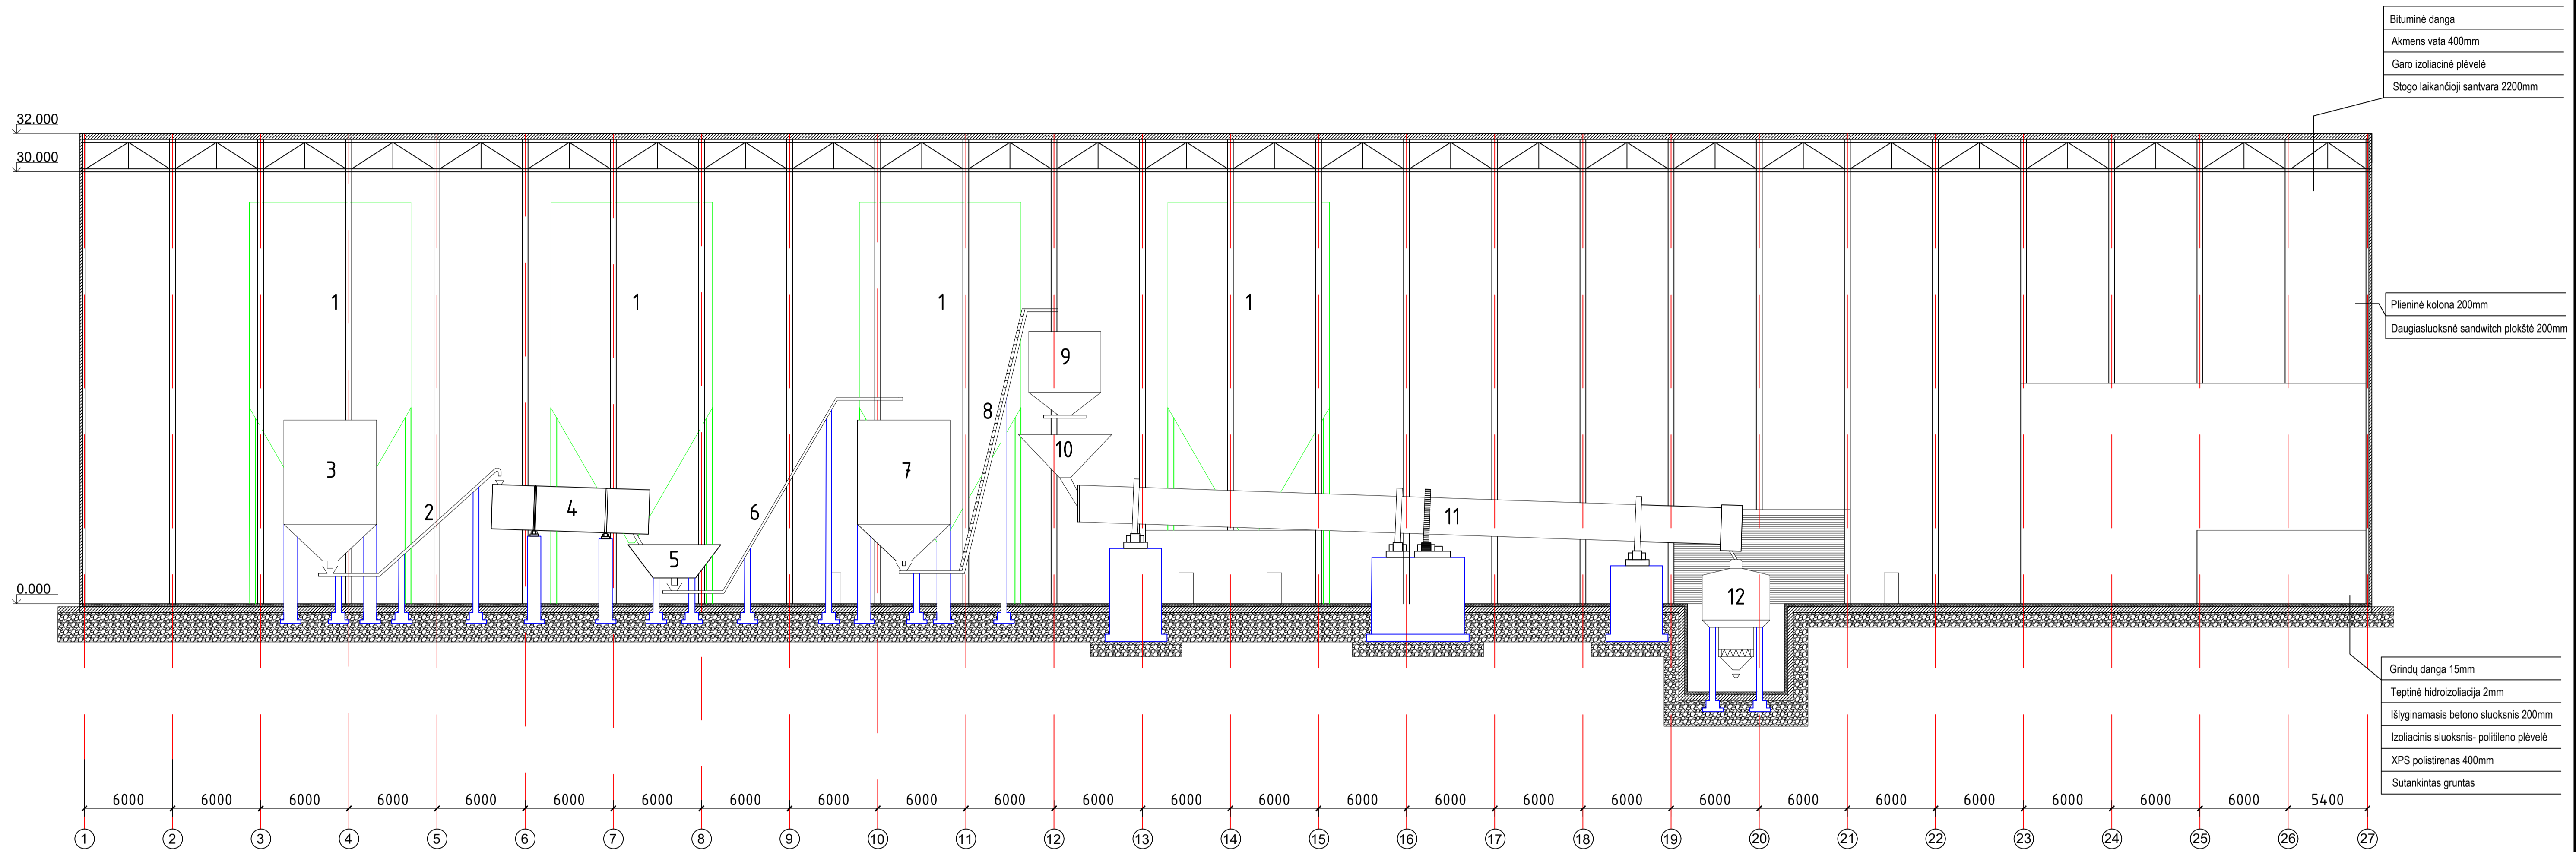 Bituminė danga
Akmens vata 400mm
Garo izoliacinė plėvelė
Stogo laikančioji santvara 2200mm
32.000
30.000
1 1 1 1
Plieninė kolona 200mm
Daugiasluoksnė sandwitch plokštė 200mm
9
8
10
3 7
2 4 6 11
5
0.000
12
Grindų danga 15mm
Teptinė hidroizoliacija 2mm
Išlyginamasis betono sluoksnis 200mm
Izoliacinis sluoksnis- politileno plėvelė
XPS polistirenas 400mm
Sutankintas gruntas
6000 6000 6000 6000 6000 6000 6000 6000 6000 6000 6000 6000 6000 6000 6000 6000 6000 6000 6000 6000 6000 6000 6000 6000 6000 5400
1 2 3 4 5 6 7 8 9 10 11 12 13 14 15 16 17 18 19 20 21 22 23 24 25 26 27